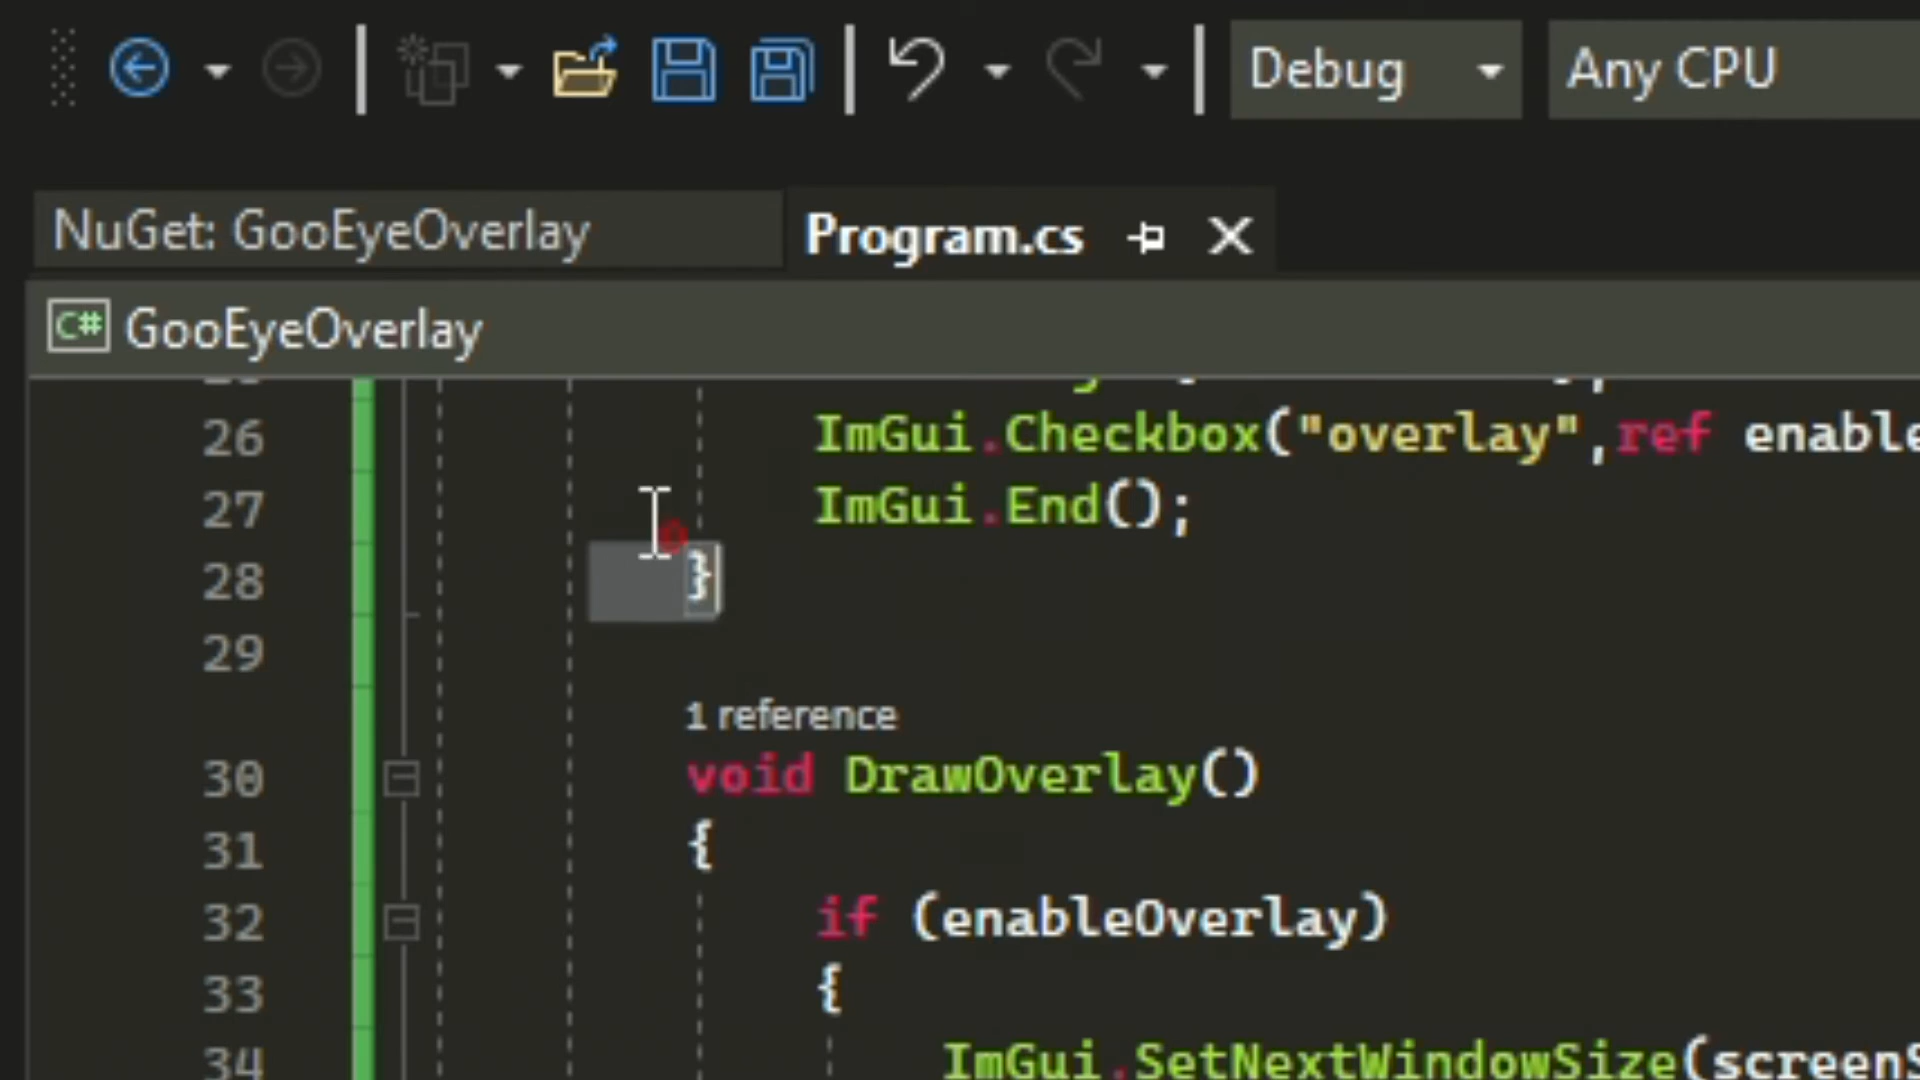 Debug Any CPU
NuGet: GooEyeOverlay Program.cs
C# GooEyeOverlay
26 ImGui.Checkbox("overlay",ref enable
27 ImGui.End();
28 }
29
1 reference
30 void DrawOverlay()
31 {
32 if (enableOverlay)
33 {
34 ImGui.SetNextWindowSize(screenS